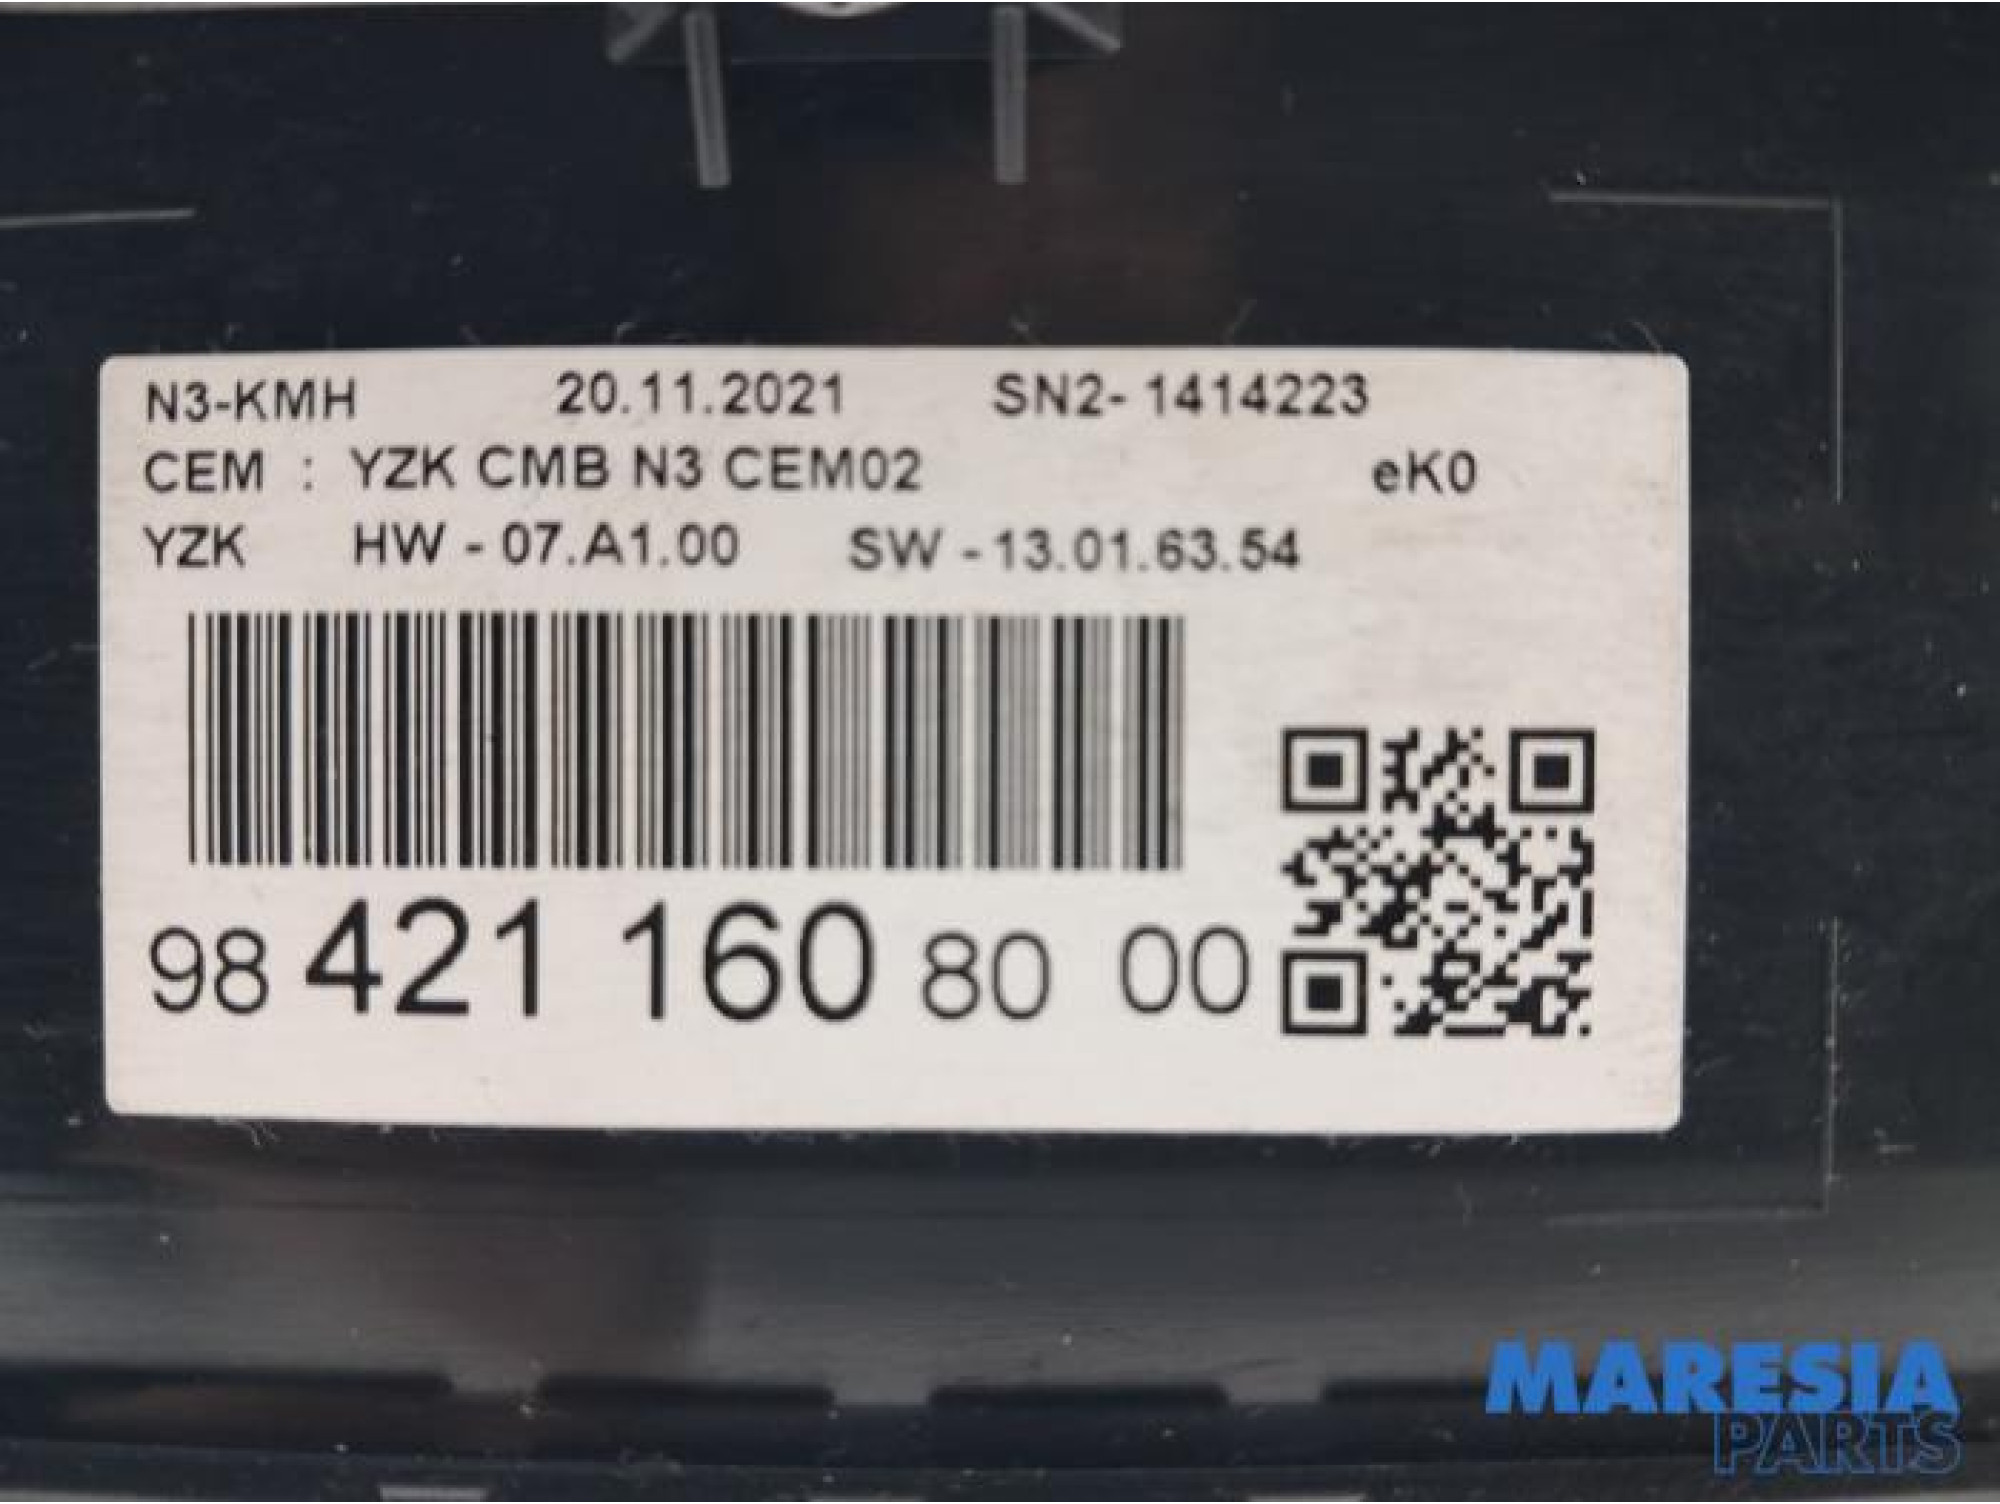 N3-KMH 20.11.2021 SN2- 1414223
CEM : YZK CMB N3 CEM02 eK0
YZK HW - 07.A1.00 SW - 13.01.63.54
98 421 160 80 00
MARESIA
PARTS